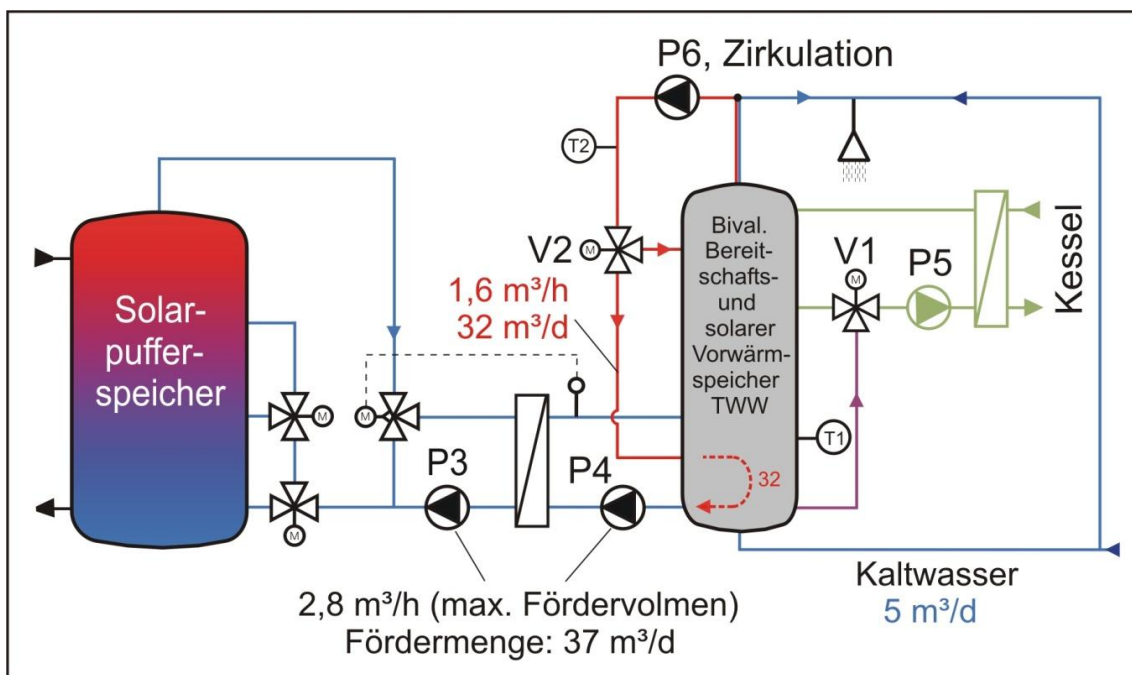 P6, Zirkulation
T2
Solar-
puffer-
speicher
M
M
M
V2
M
1,6 m³/h
32 m³/d
Bival.
Bereit-
schafts-
und
solarer
Vorwärm-
speicher
TWW
V1
M
P5
Kessel
T1
P3
P4
32
2,8 m³/h (max. Fördervolmen)
Fördermenge: 37 m³/d
Kaltwasser
5 m³/d